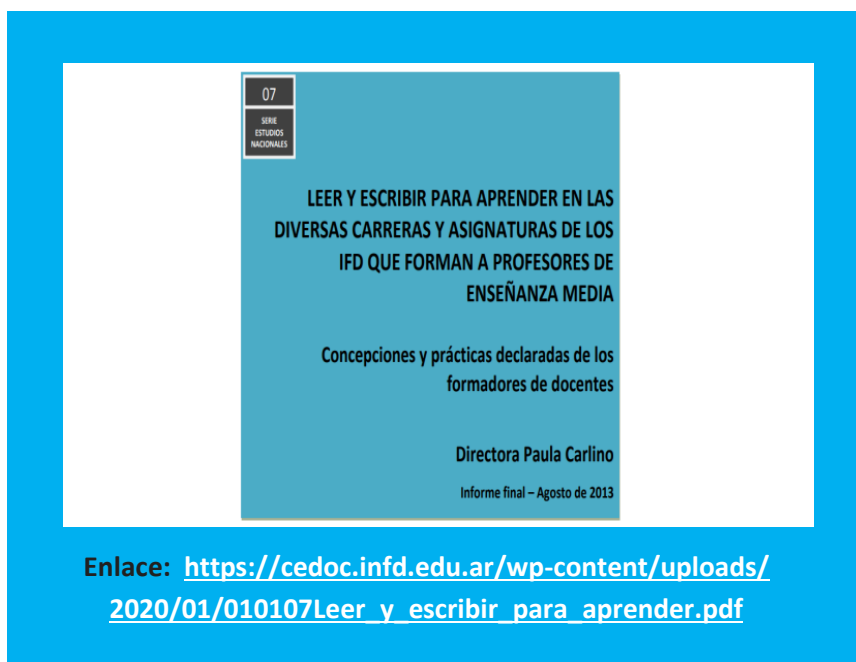 07
SERIE
ESTUDIOS
NACIONALES
LEER Y ESCRIBIR PARA APRENDER EN LAS
DIVERSAS CARRERAS Y ASIGNATURAS DE LOS
IFD QUE FORMAN A PROFESORES DE
ENSEÑANZA MEDIA
Concepciones y prácticas declaradas de los
formadores de docentes
Directora Paula Carlino
Informe final – Agosto de 2013
Enlace: https://cedoc.infd.edu.ar/wp-content/uploads/
2020/01/010107Leer_y_escribir_para_aprender.pdf